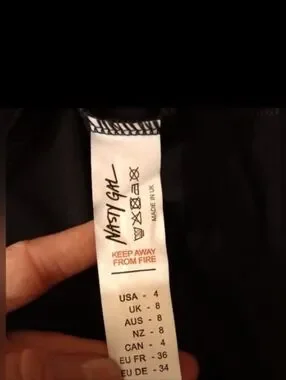 NASTY GAL
MADE IN UK
KEEP AWAY
FROM FIRE
USA - 4
UK - 8
AUS - 8
NZ - 8
CAN - 4
EU FR - 36
EU DE - 34